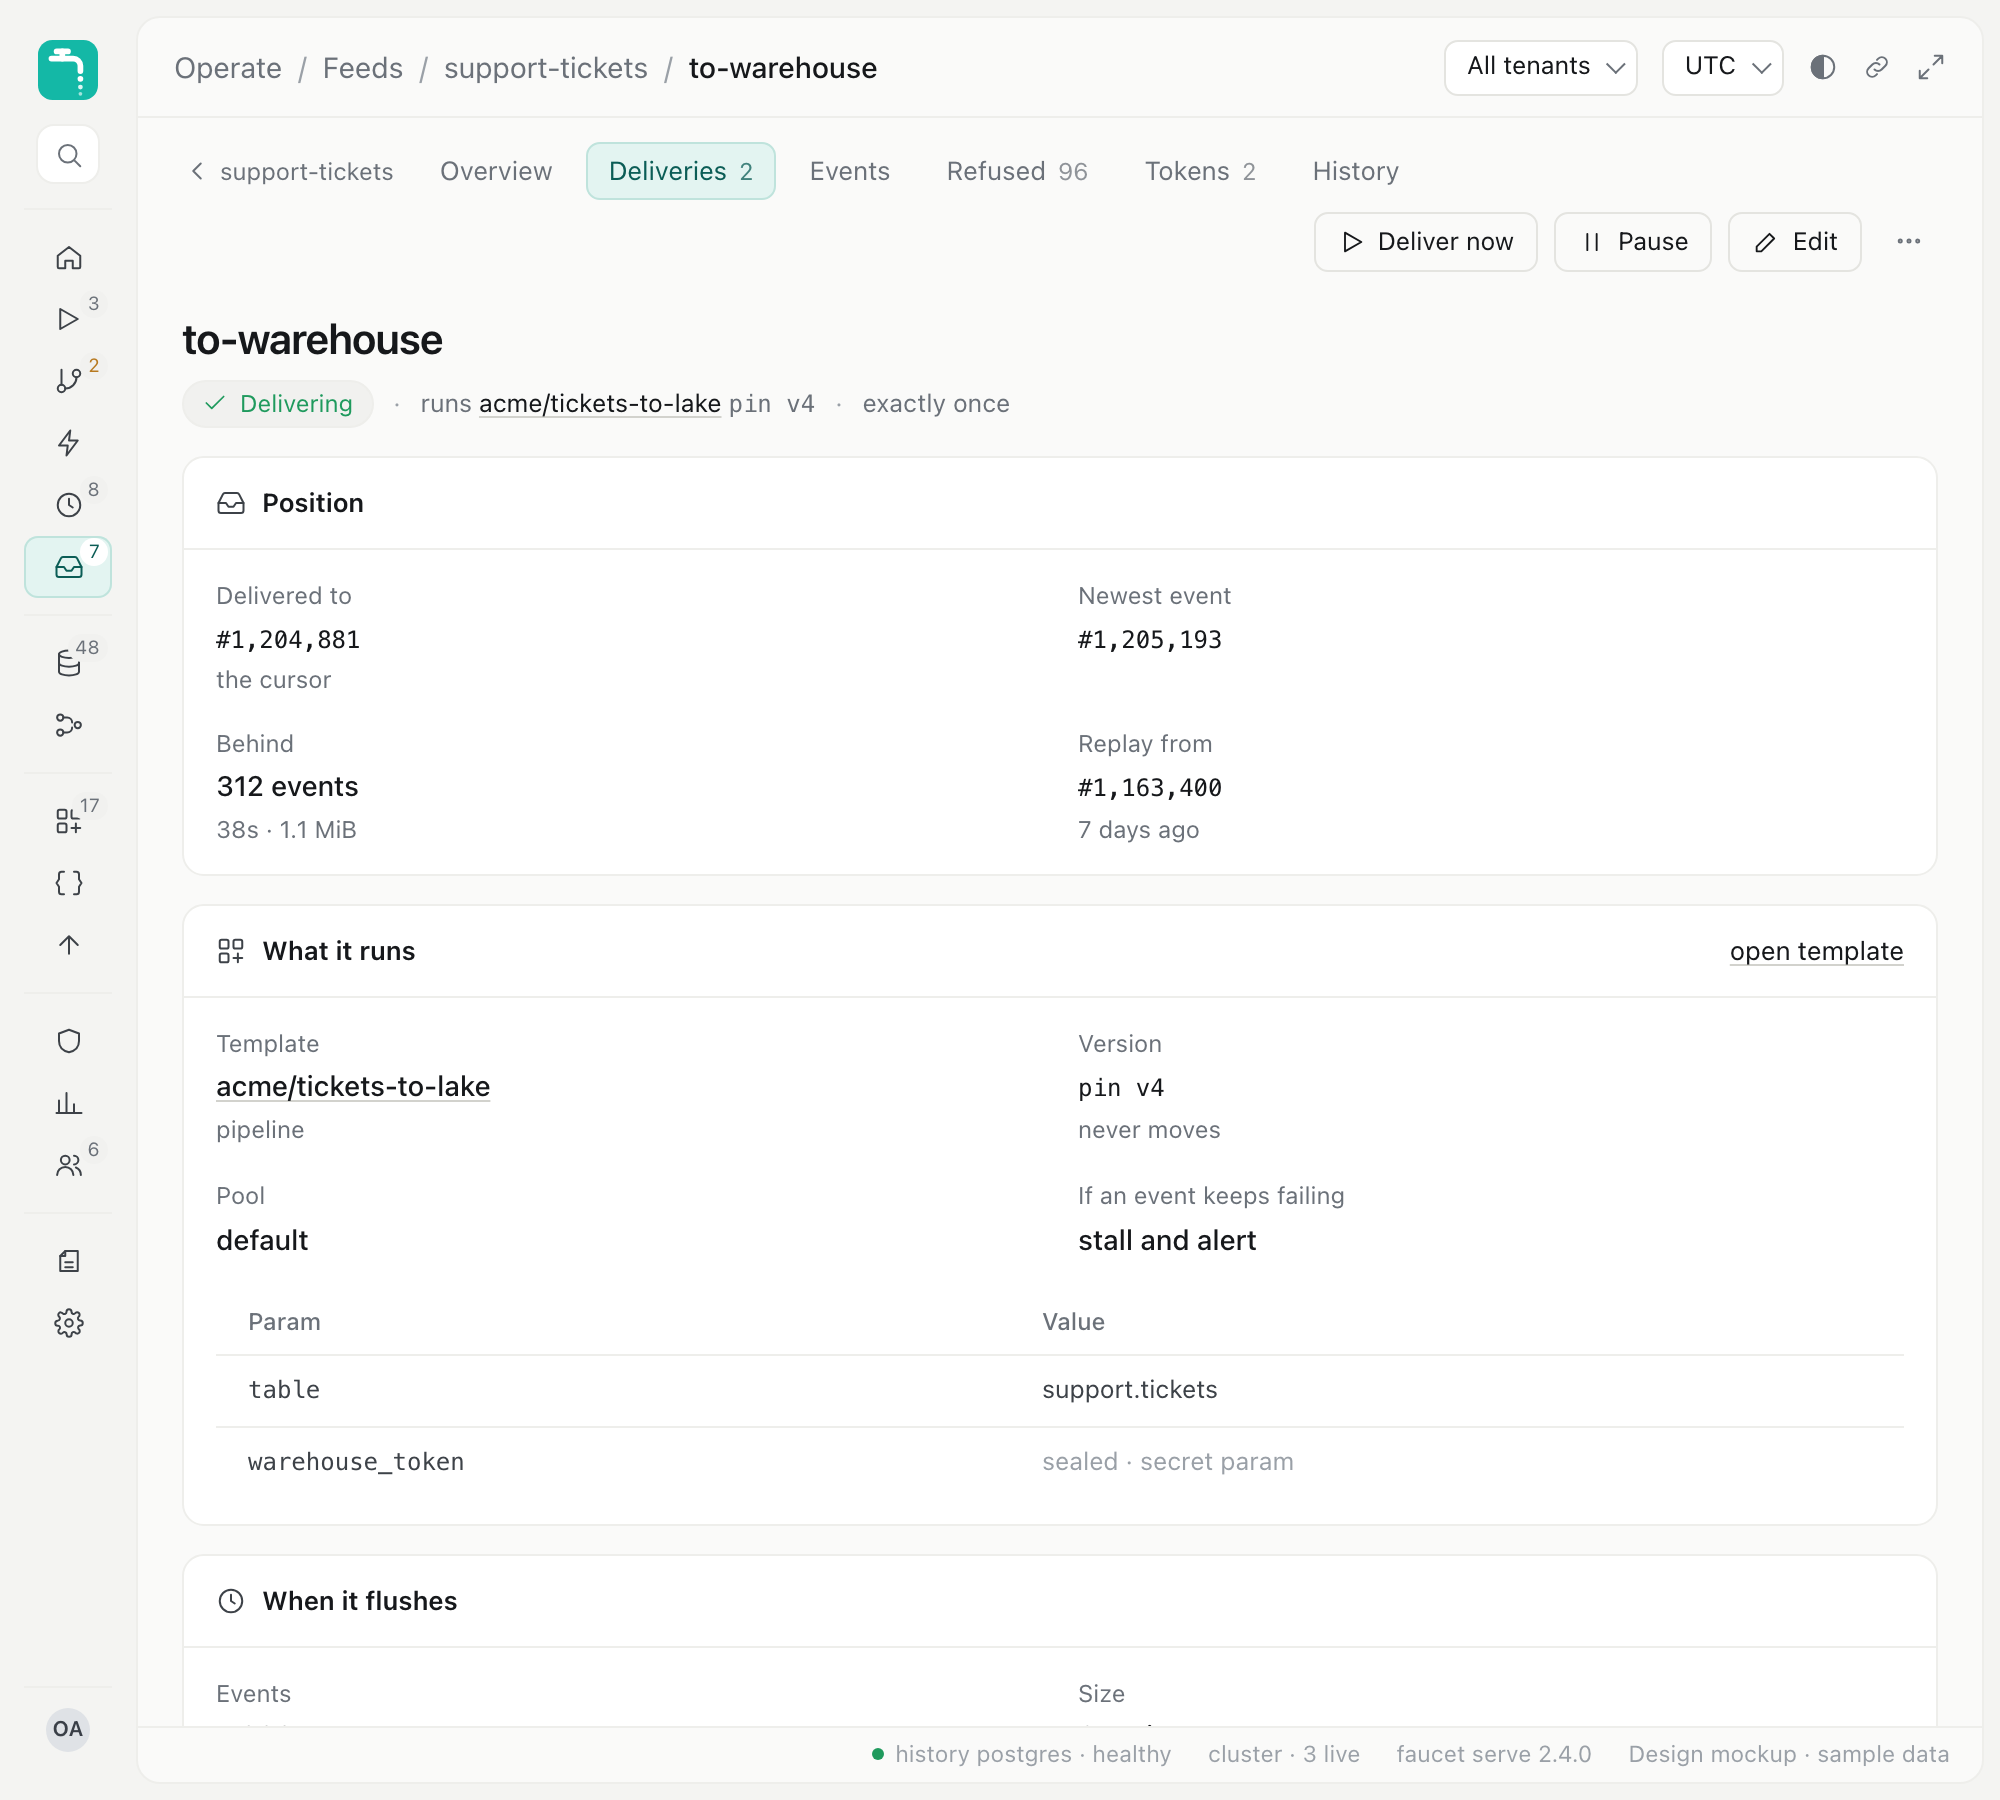 Operate / Feeds / support-tickets / to-warehouse
All tenants
UTC
support-tickets
Overview
Deliveries 2
Events
Refused 96
Tokens 2
History
Deliver now
Pause
Edit
3
2
8
7
48
17
6
OA
to-warehouse
Delivering · runs acme/tickets-to-lake pin v4 · exactly once
Position
Delivered to
#1,204,881
the cursor
Newest event
#1,205,193
Behind
312 events
38s · 1.1 MiB
Replay from
#1,163,400
7 days ago
What it runs
open template
Template
acme/tickets-to-lake
pipeline
Version
pin v4
never moves
Pool
default
If an event keeps failing
stall and alert
Param Value
table support.tickets
warehouse_token sealed · secret param
When it flushes
Events
Size
history postgres · healthy
cluster · 3 live
faucet serve 2.4.0
Design mockup · sample data